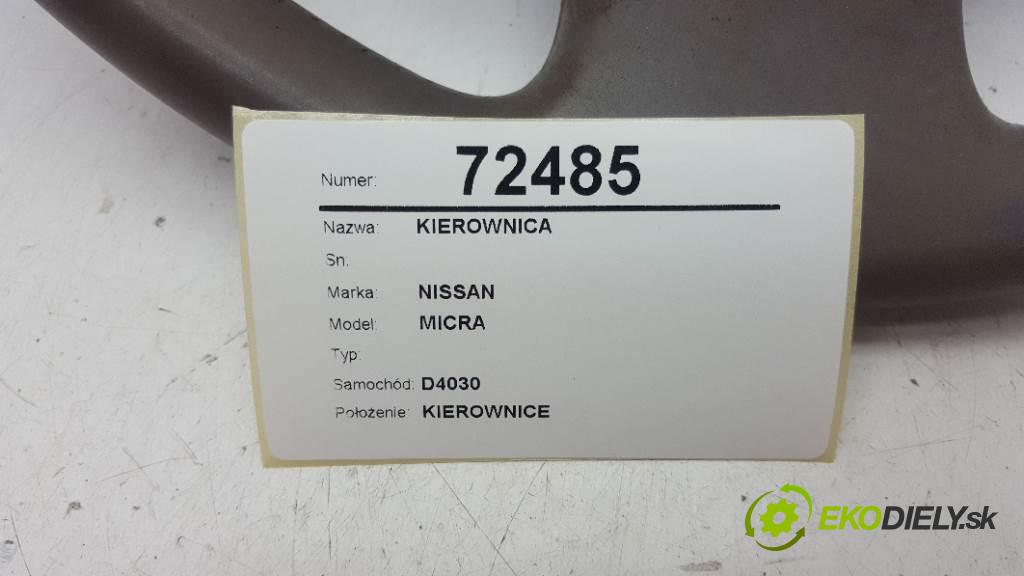 Numer: 72485
Nazwa: KIEROWNICA
Sn:
Marka: NISSAN
Model: MICRA
Typ:
Samochód: D4030
Położenie: KIEROWNICE
EKODIELY.sk